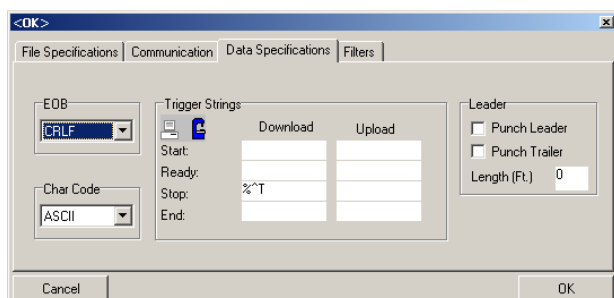 <OK>
File Specifications Communication Data Specifications Filters
EOB
CRLF
Char Code
ASCII
Trigger Strings
Download Upload
Start:
Ready:
Stop: %^T
End:
Leader
Punch Leader
Punch Trailer
Length (Ft.) 0
Cancel OK